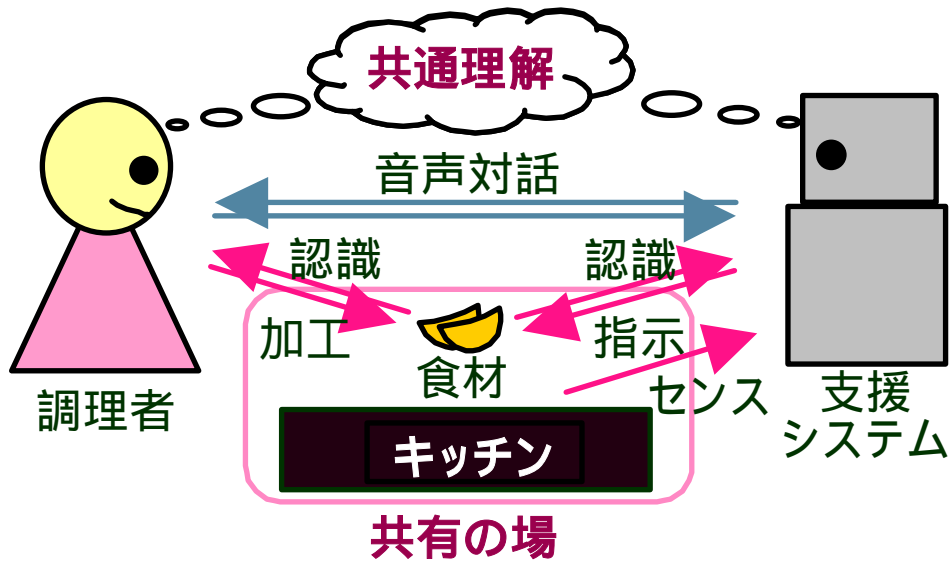 共通理解
音声対話
認識
認識
加工
指示
食材
センス
調理者
支援
システム
キッチン
共有の場